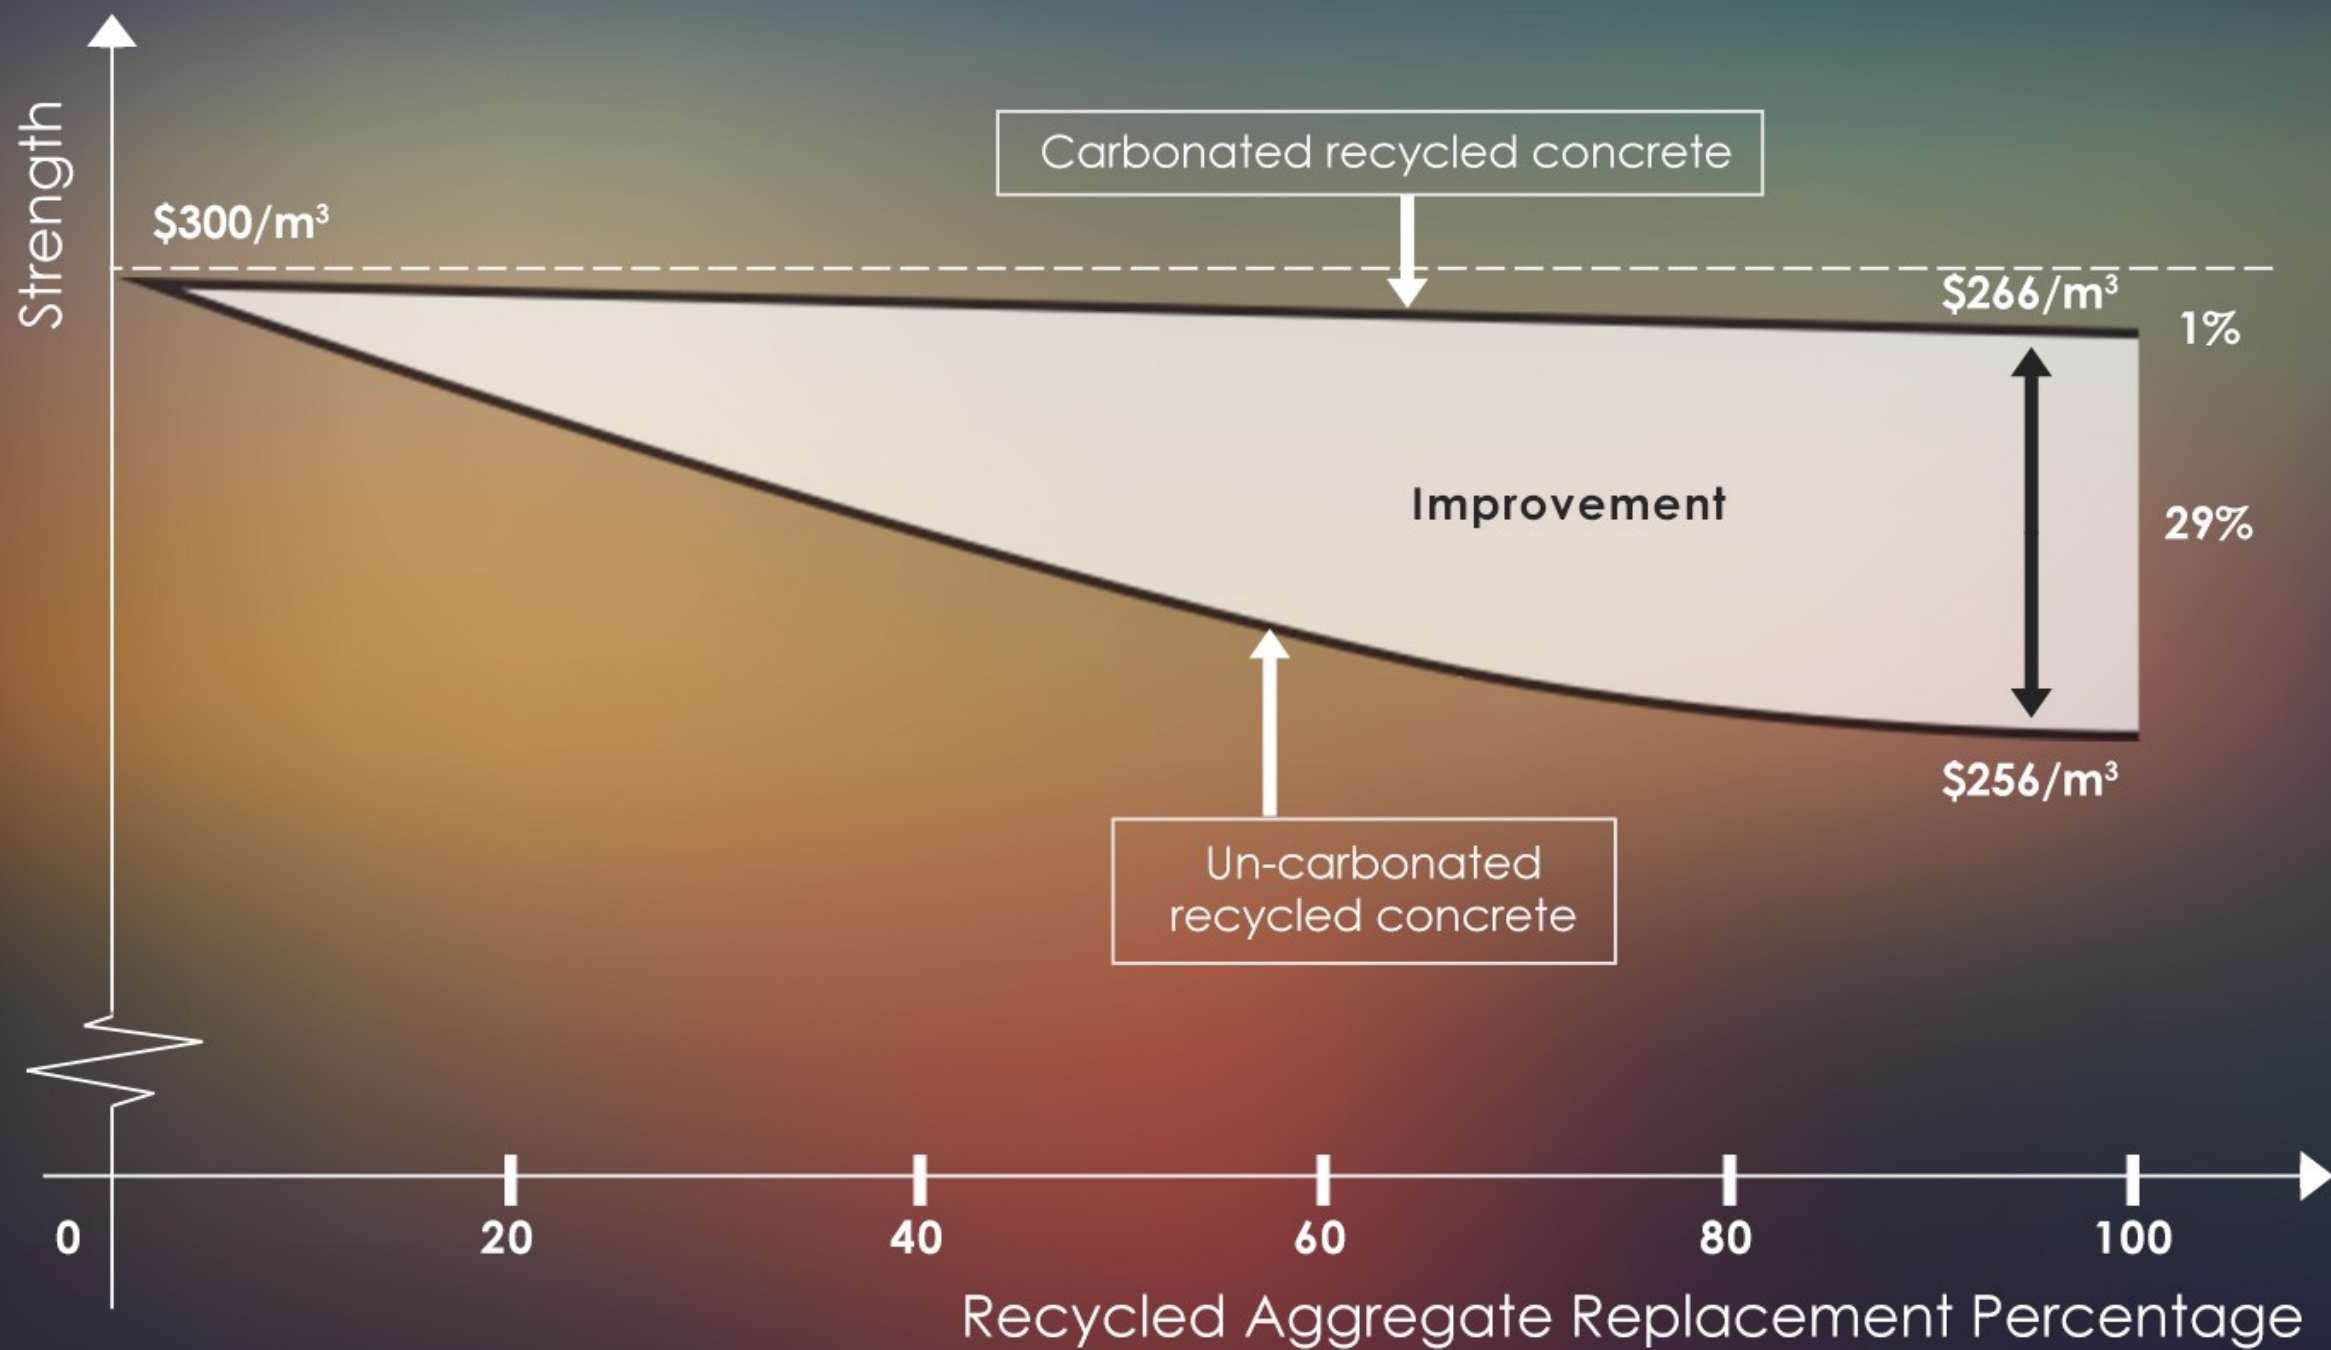 Strength
$300/m³
Carbonated recycled concrete
$266/m³
1%
Improvement
29%
$256/m³
Un-carbonated
recycled concrete
0 20 40 60 80 100
Recycled Aggregate Replacement Percentage